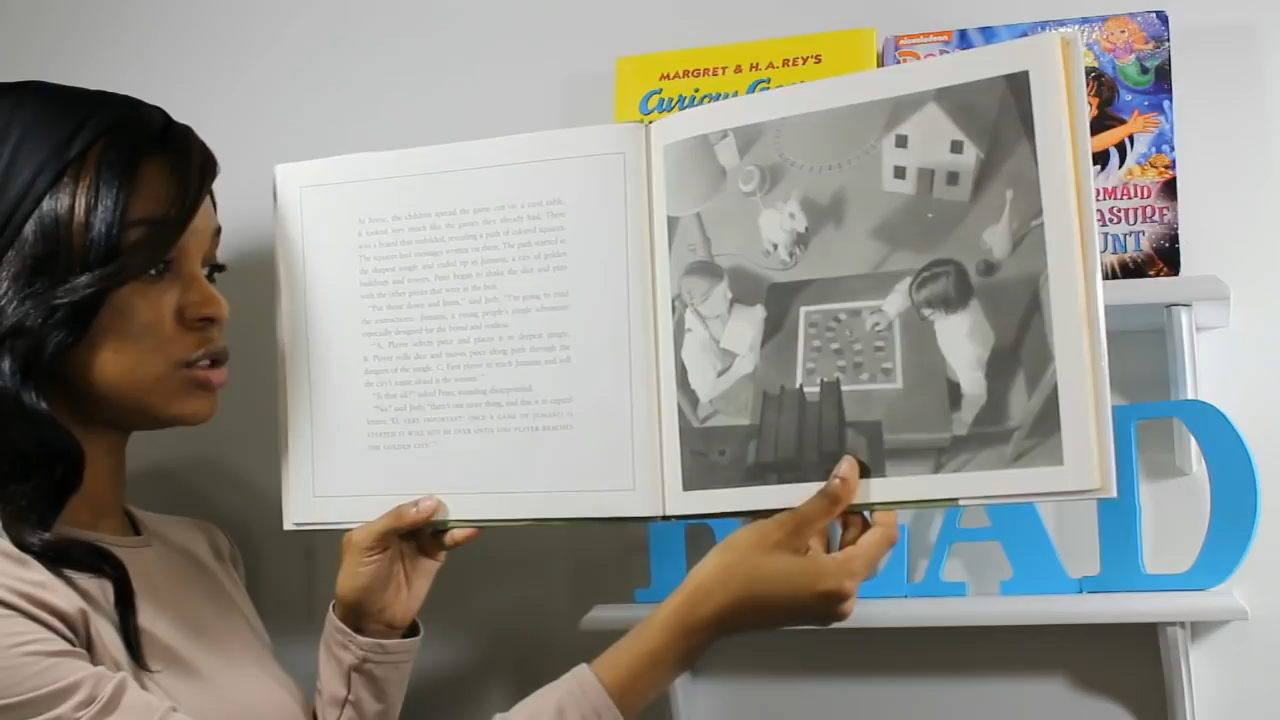 MARGRET & H.A.REY'S
Curious
nickelodeon
RMAID
ASURE
UNT
At home, the children spread the game out on a card table.
It looked very much like the games they already had. There
was a board that unfolded, revealing a path of colored squares.
The squares had messages written on them. The path started in
the deepest jungle and ended up in Jumanji, a city of golden
buildings and towers. Peter began to shake the dice and play
with the other pieces that were in the box.
"Put those down and listen," said Judy. "I'm going to read
the instructions: Jumanji, a young people's jungle adventure
especially designed for the bored and restless.
"A. Player selects piece and places it in deepest jungle.
B. Player rolls dice and moves piece along path through the
dangers of the jungle. C. First player to reach Jumanji and yell
the city's name aloud is the winner."
"Is that all?" asked Peter, sounding disappointed.
"No," said Judy, "there's one more thing, and this is in capital
letters: 'D. VERY IMPORTANT: ONCE A GAME OF JUMANJI IS
STARTED IT WILL NOT BE OVER UNTIL ONE PLAYER REACHES
THE GOLDEN CITY.'"
EAD